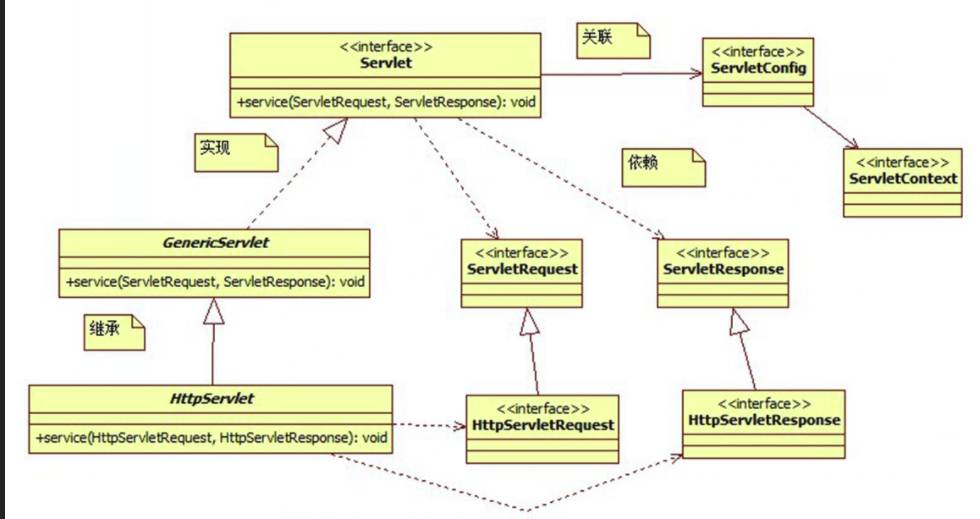 <<interface>>
Servlet
+service(ServletRequest, ServletResponse): void
关联
<<interface>>
ServletConfig
实现
依赖
<<interface>>
ServletContext
GenericServlet
+service(ServletRequest, ServletResponse): void
<<interface>>
ServletRequest
<<interface>>
ServletResponse
继承
HttpServlet
+service(HttpServletRequest, HttpServletResponse): void
<<interface>>
HttpServletRequest
<<interface>>
HttpServletResponse